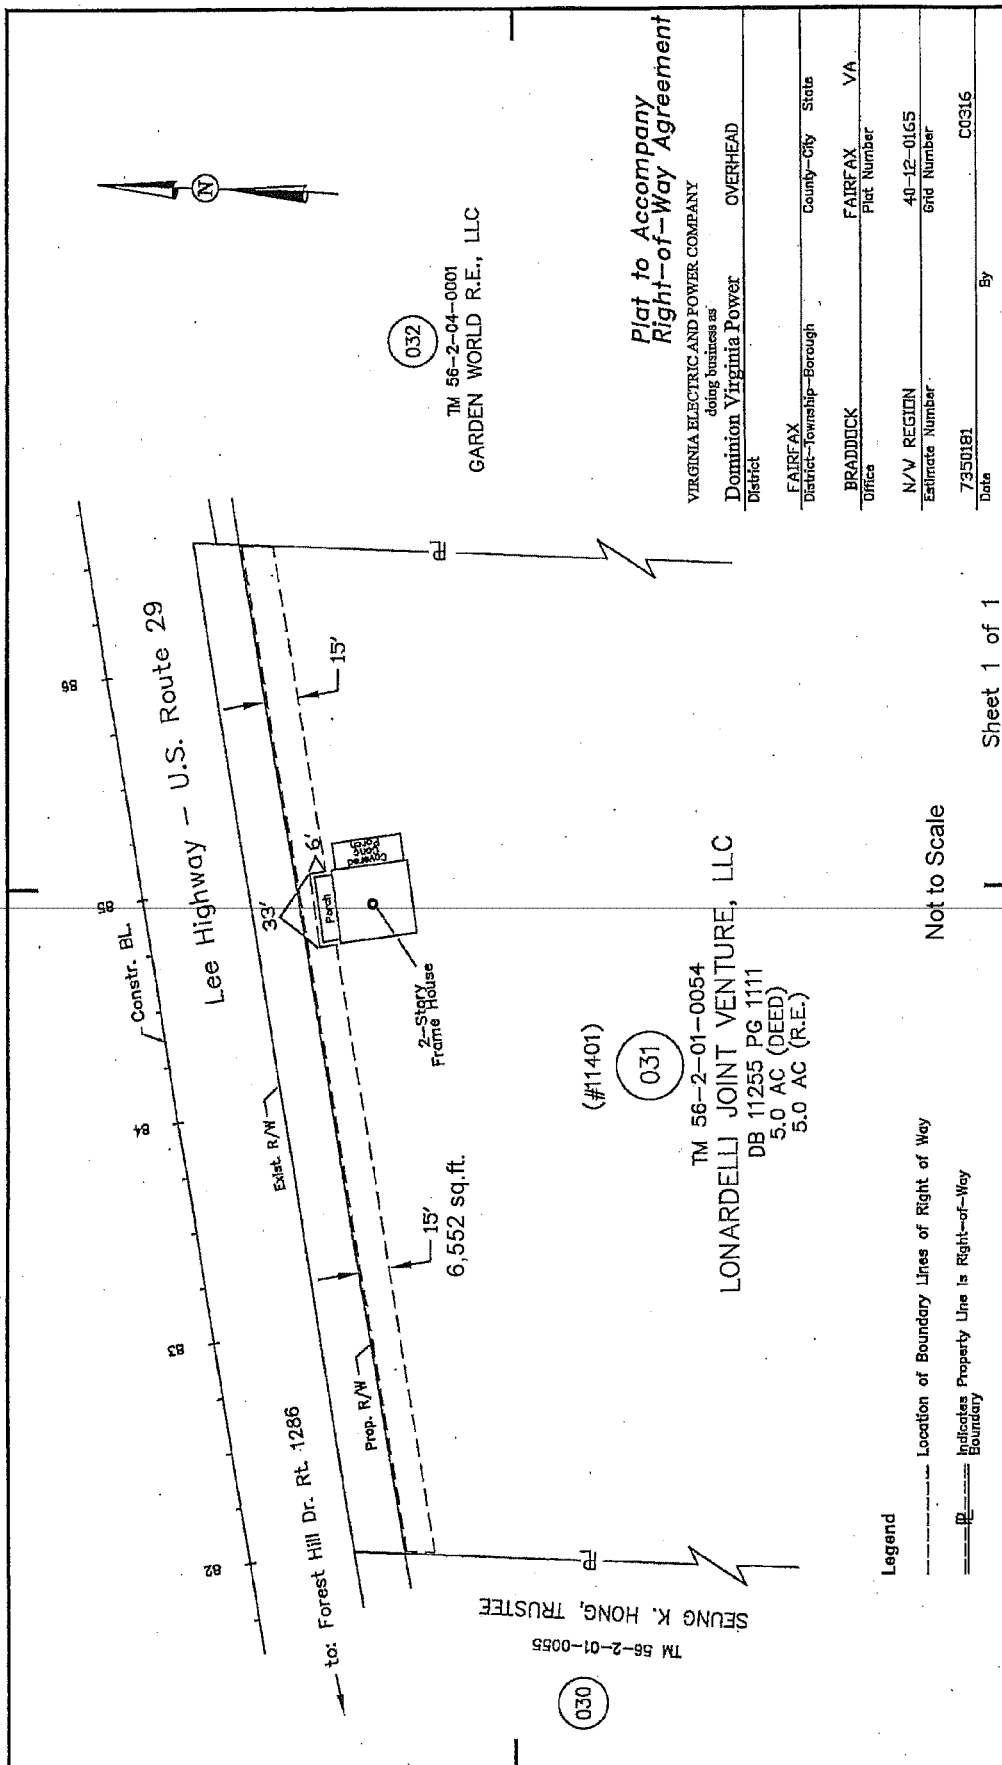 86
85
84
83
82
Constr. BL.
Lee Highway – U.S. Route 29
Exist. R/W
Prop. R/W
to: Forest Hill Dr. Rt. 1286
33'
6'
15'
15'
6,552 sq.ft.
Porch
Covered
2-Story
Frame House
N
032
TM 56-2-04-0001
GARDEN WORLD R.E., LLC
(#11401)
031
TM 56-2-01-0054
LONARDELLI JOINT VENTURE, LLC
DB 11255 PG 1111
5.0 AC (DEED)
5.0 AC (R.E.)
030
TM 56-2-01-0055
SEUNG K. HONG, TRUSTEE
PL
PL
Legend
Location of Boundary Lines of Right of Way
PL Indicates Property Line Is Right-of-Way
Boundary
Not to Scale
Sheet 1 of 1
Plat to Accompany
Right-of-Way Agreement
VIRGINIA ELECTRIC AND POWER COMPANY
doing business as
Dominion Virginia Power OVERHEAD
District
FAIRFAX
District-Township-Borough County-City State
BRADDOCK FAIRFAX VA
Office Plat Number
N/W REGION 40-12-0165
Estimate Number Grid Number
7350181 C0316
Date By